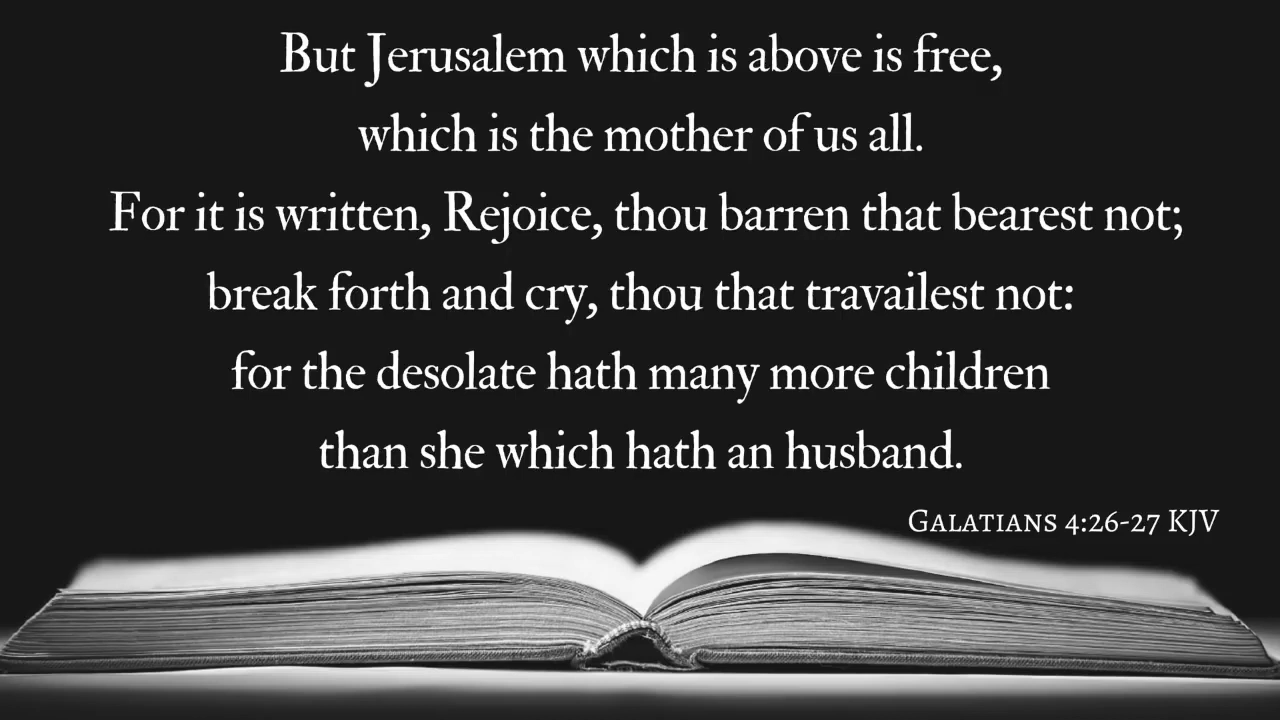 But Jerusalem which is above is free,
which is the mother of us all.
For it is written, Rejoice, thou barren that bearest not;
break forth and cry, thou that travailest not:
for the desolate hath many more children
than she which hath an husband.
Galatians 4:26-27 KJV